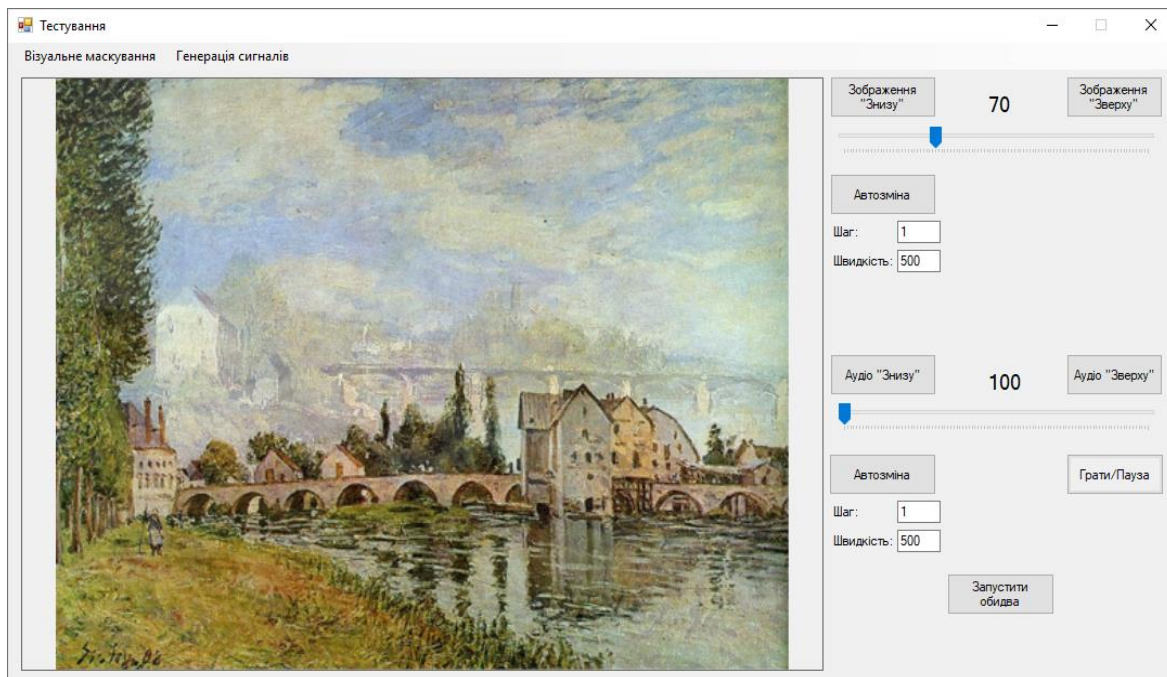 Тестування
Візуальне маскування Генерація сигналів
Зображення
"Знизу"
70
Зображення
"Зверху"
Автозміна
Шаг: 1
Швидкість: 500
Аудіо "Знизу"
100
Аудіо "Зверху"
Автозміна
Грати/Пауза
Шаг: 1
Швидкість: 500
Запустити
обидва